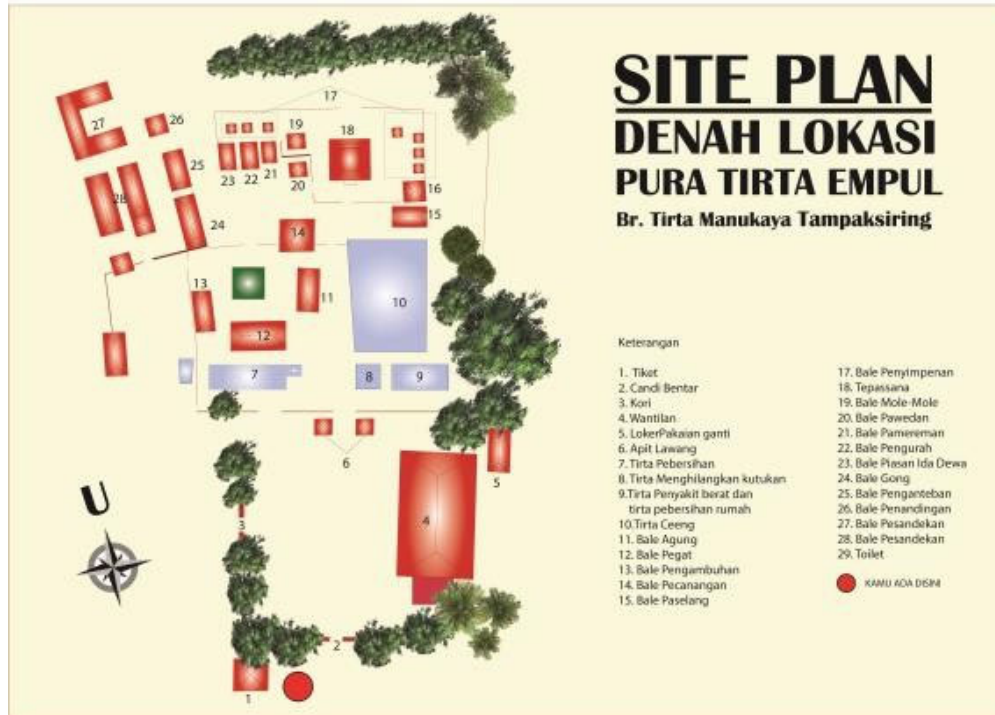 SITE PLAN
DENAH LOKASI
PURA TIRTA EMPUL
Br. Tirta Manukaya Tampaksiring
17
27
26
19
18
25
23
22
21
20
28
16
24
15
14
13
11
10
12
7
8
9
6
5
4
U
3
2
1
Keterangan
1. Tiket
2. Candi Bentar
3. Kori
4. Wantilan
5. LokerPakaian ganti
6. Apit Lawang
7. Tirta Pebersihan
8. Tirta Menghilangkan kutukan
9.Tirta Penyakit berat dan
tirta pebersihan rumah
10.Tirta Ceeng
11. Bale Agung
12. Bale Pegat
13. Bale Pengambuhan
14. Bale Pecanangan
15. Bale Paselang
17. Bale Penyimpenan
18. Tepassana
19. Bale Mole-Mole
20. Bale Pawedan
21. Bale Pamereman
22. Bale Pengurah
23. Bale Piasan Ida Dewa
24. Bale Gong
25. Bale Penganteban
26. Bale Penandingan
27. Bale Pesandekan
28. Bale Pesandekan
29. Toilet
KAMU ADA DISINI